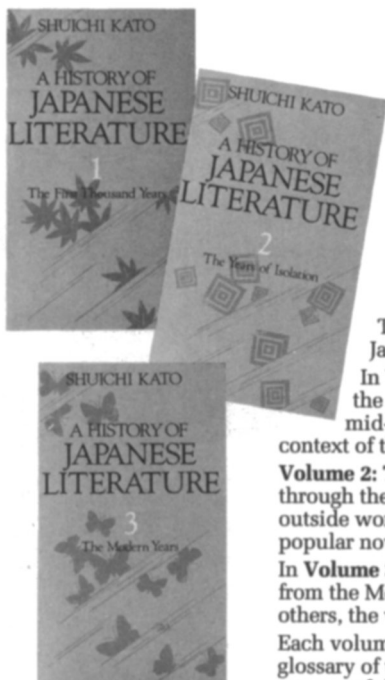 SHUICHI KATO
A HISTORY OF
JAPANESE
LITERATURE
1
The First Thousand Years
SHUICHI KATO
A HISTORY OF
JAPANESE
LITERATURE
2
The Years of Isolation
SHUICHI KATO
A HISTORY OF
JAPANESE
LITERATURE
3
The Modern Years
T
Ja
In
the
mid-
context of t
Volume 2:
through the
outside wor
popular no
In Volume
from the M
others, the
Each volum
glossary of